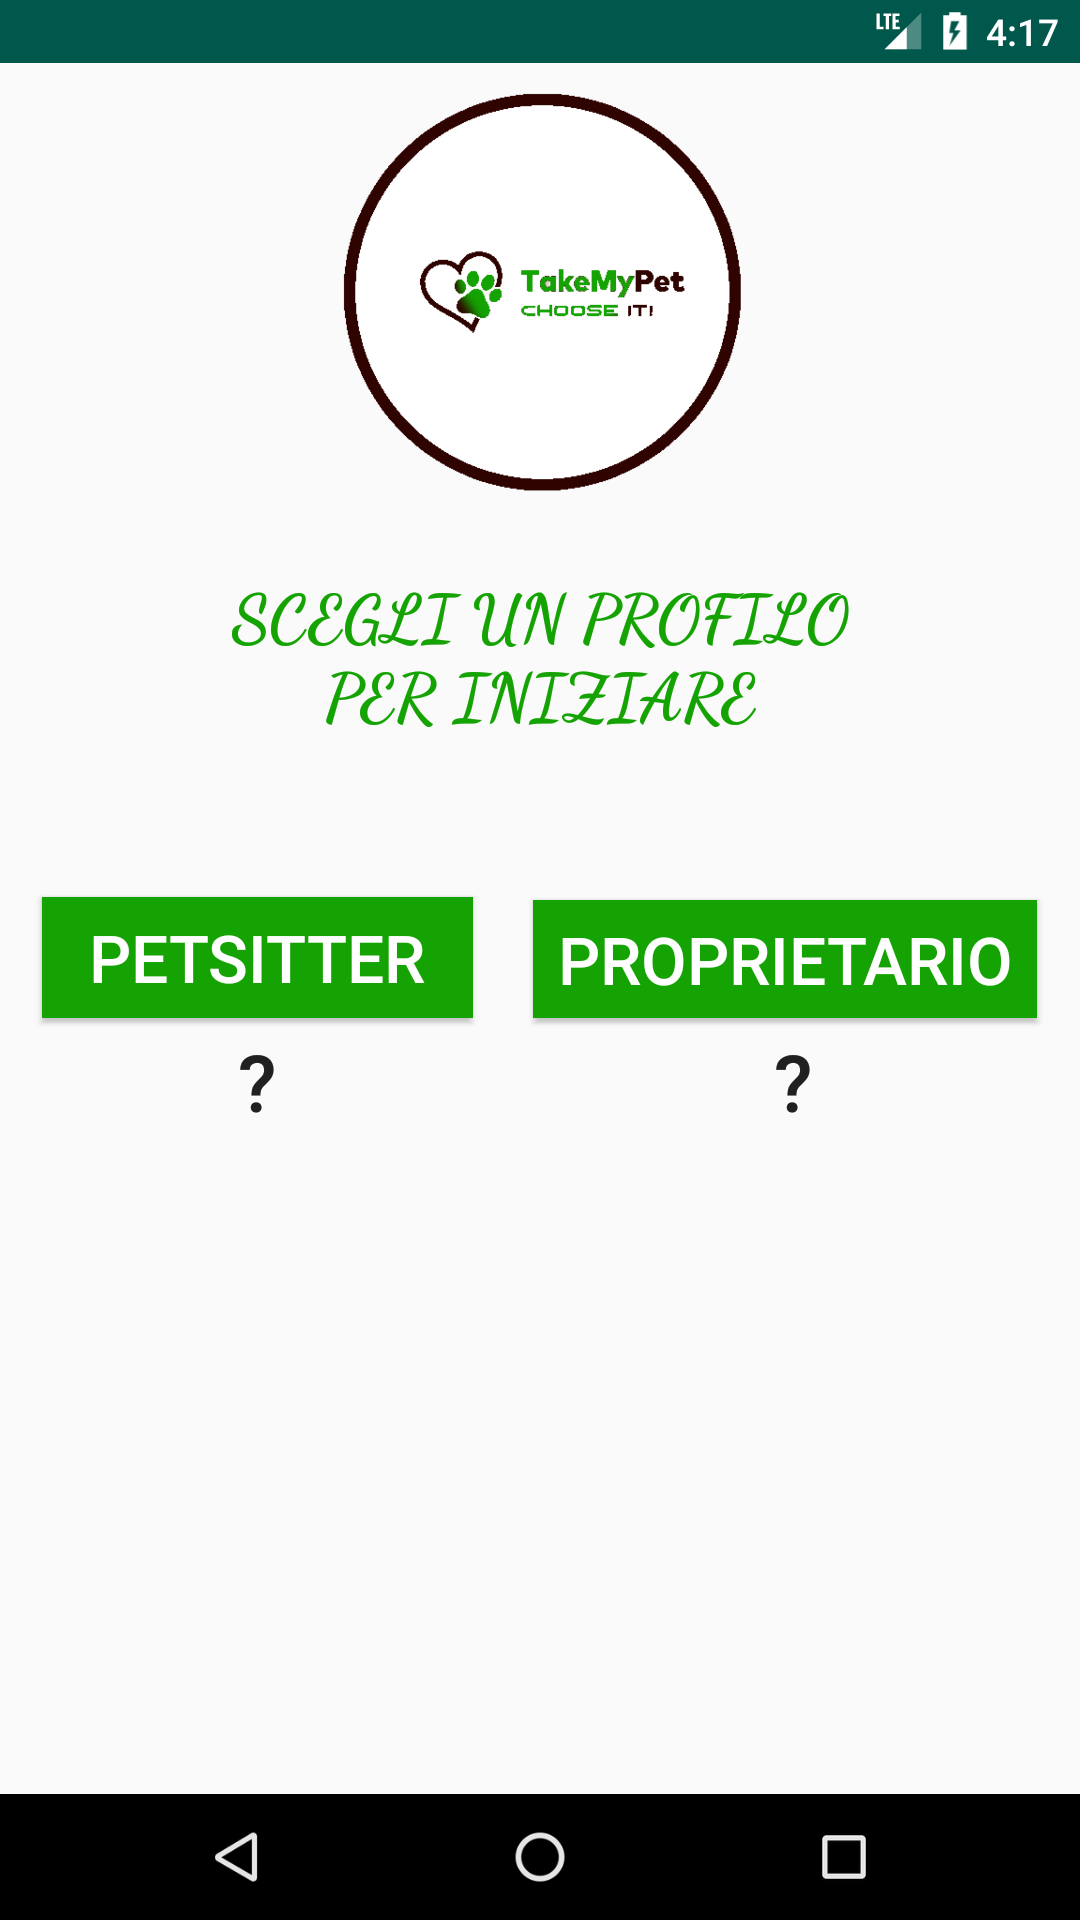 LTE 4:17
TakeMyPet
CHOOSE IT!
SCEGLI UN PROFILO
PER INIZIARE
PETSITTER PROPRIETARIO
? ?